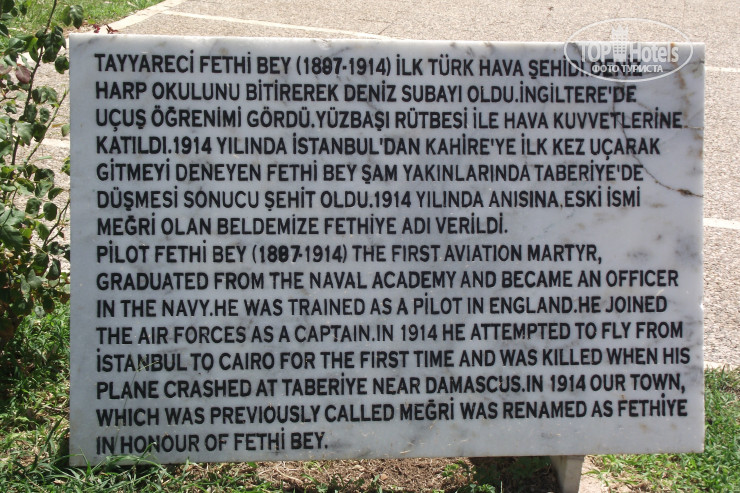 TAYYARECİ FETHİ BEY (1887-1914) İLK TÜRK HAVA ŞEHİDİ
HARP OKULUNU BİTİREREK DENİZ SUBAYI OLDU.İNGİLTERE'DE
UÇUŞ ÖĞRENİMİ GÖRDÜ.YÜZBAŞI RÜTBESİ İLE HAVA KUVVETLERİNE
KATILDI.1914 YILINDA İSTANBUL'DAN KAHİRE'YE İLK KEZ UÇARAK
GİTMEYİ DENEYEN FETHİ BEY ŞAM YAKINLARINDA TABERİYE'DE
DÜŞMESİ SONUCU ŞEHİT OLDU.1914 YILINDA ANISINA,ESKİ İSMİ
MEĞRİ OLAN BELDEMİZE FETHİYE ADI VERİLDİ.
PİLOT FETHİ BEY (1887-1914) THE FIRST AVIATION MARTYR,
GRADUATED FROM THE NAVAL ACADEMY AND BECAME AN OFFICER
IN THE NAVY.HE WAS TRAINED AS A PILOT IN ENGLAND.HE JOINED
THE AIR FORCES AS A CAPTAIN.IN 1914 HE ATTEMPTED TO FLY FROM
İSTANBUL TO CAIRO FOR THE FIRST TIME AND WAS KILLED WHEN HIS
PLANE CRASHED AT TABERİYE NEAR DAMASCUS.IN 1914 OUR TOWN,
WHICH WAS PREVIOUSLY CALLED MEĞRİ WAS RENAMED AS FETHİYE
IN HONOUR OF FETHİ BEY.
TOPHotels
ФОТО ТУРИСТА